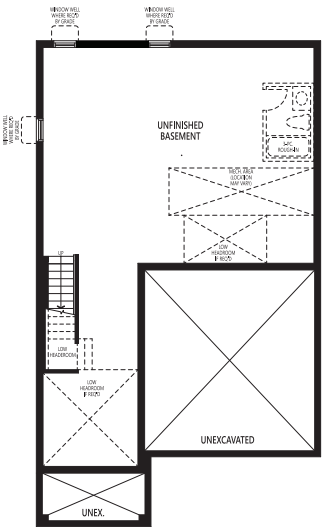 WINDOW WELL
WHERE REQ'D
BY GRADE
WINDOW WELL
WHERE REQ'D
BY GRADE
WINDOW WELL
WHERE REQ'D
BY GRADE
UNFINISHED
BASEMENT
3-PC.
ROUGH-IN
MECH. AREA
(LOCATION
MAY VARY)
LOW
HEADROOM
IF REQ'D
UP
LOW
HEADEROOM
LOW
HEADROOM
IF REQ'D
UNEXCAVATED
UNEX.